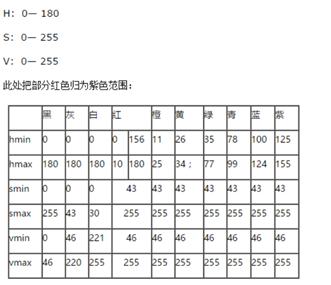 H：0— 180
S：0— 255
V：0— 255
此处把部分红色归为紫色范围：
黑 灰 白 红 橙 黄 绿 青 蓝 紫
hmin 0 0 0 0 156 11 26 35 78 100 125
hmax 180 180 180 10 180 25 34； 77 99 124 155
smin 0 0 0 43 43 43 43 43 43 43
smax 255 43 30 255 255 255 255 255 255 255
vmin 0 46 221 46 46 46 46 46 46 46
vmax 46 220 255 255 255 255 255 255 255 255